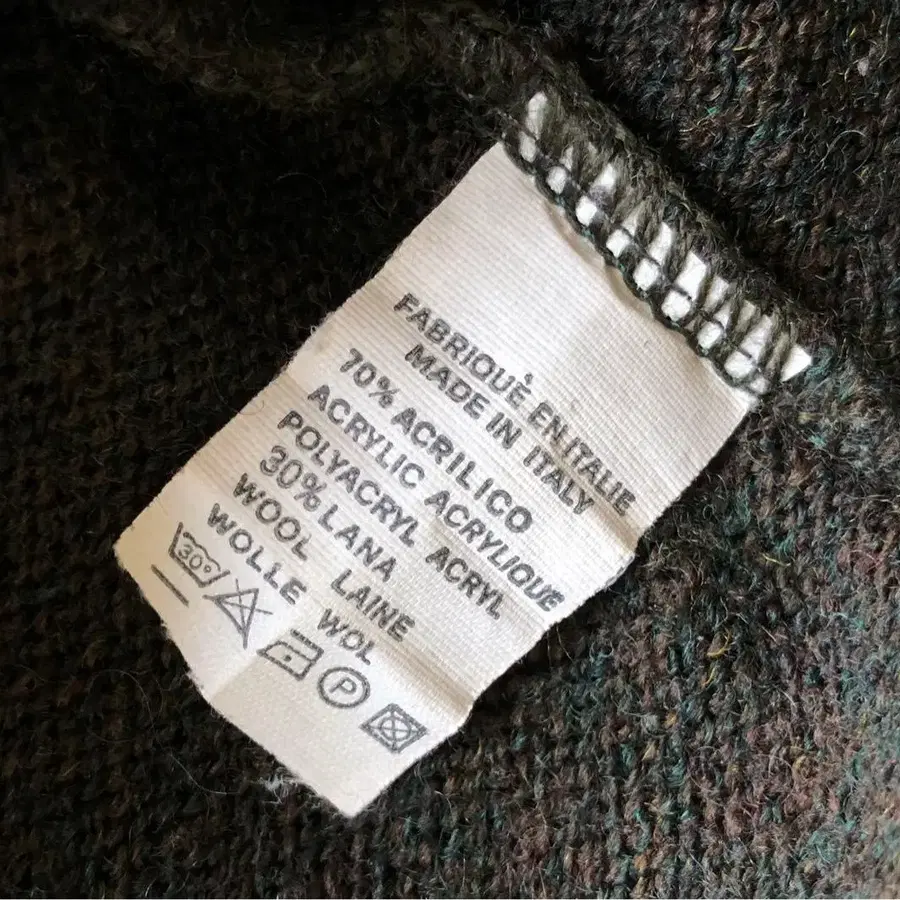 FABRIQUÉ EN ITALIE
MADE IN ITALY
70% ACRILICO
ACRYLIC ACRYLIQUE
POLYACRYL ACRYL
30% LANA
WOOL LAINE
WOLLE WOL
30°
P